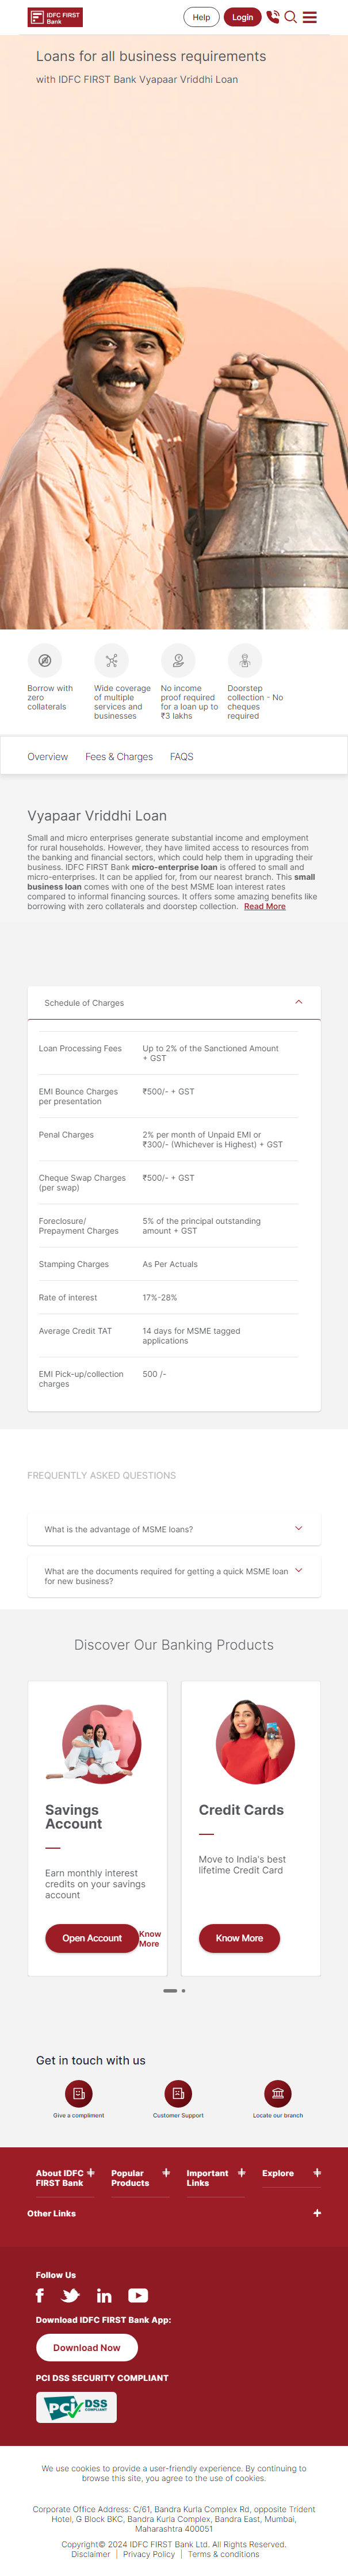 IDFC FIRST
Bank
Help
Login
Loans for all business requirements
with IDFC FIRST Bank Vyapaar Vriddhi Loan
Borrow with
zero
collaterals
Wide coverage
of multiple
services and
businesses
No income
proof required
for a loan up to
₹3 lakhs
Doorstep
collection - No
cheques
required
Overview
Fees & Charges
FAQS
Vyapaar Vriddhi Loan
Small and micro enterprises generate substantial income and employment
for rural households. However, they have limited access to resources from
the banking and financial sectors, which could help them in upgrading their
business. IDFC FIRST Bank micro-enterprise loan is offered to small and
micro-enterprises. It can be applied for, from our nearest branch. This small
business loan comes with one of the best MSME loan interest rates
compared to informal financing sources. It offers some amazing benefits like
borrowing with zero collaterals and doorstep collection. Read More
Schedule of Charges
Loan Processing Fees
Up to 2% of the Sanctioned Amount
+ GST
EMI Bounce Charges
per presentation
₹500/- + GST
Penal Charges
2% per month of Unpaid EMI or
₹300/- (Whichever is Highest) + GST
Cheque Swap Charges
(per swap)
₹500/- + GST
Foreclosure/
Prepayment Charges
5% of the principal outstanding
amount + GST
Stamping Charges
As Per Actuals
Rate of interest
17%-28%
Average Credit TAT
14 days for MSME tagged
applications
EMI Pick-up/collection
charges
500 /-
FREQUENTLY ASKED QUESTIONS
What is the advantage of MSME loans?
What are the documents required for getting a quick MSME loan
for new business?
Discover Our Banking Products
Savings
Account
Earn monthly interest
credits on your savings
account
Open Account
Know
More
Credit Cards
Move to India's best
lifetime Credit Card
Know More
Get in touch with us
Give a compliment
Customer Support
Locate our branch
About IDFC
FIRST Bank
Popular
Products
Important
Links
Explore
Other Links
Follow Us
Download IDFC FIRST Bank App:
Download Now
PCI DSS SECURITY COMPLIANT
PCI DSS
COMPLIANT
We use cookies to provide a user-friendly experience. By continuing to
browse this site, you agree to the use of cookies.
Corporate Office Address: C/61, Bandra Kurla Complex Rd, opposite Trident
Hotel, G Block BKC, Bandra Kurla Complex, Bandra East, Mumbai,
Maharashtra 400051
Copyright© 2024 IDFC FIRST Bank Ltd. All Rights Reserved.
Disclaimer | Privacy Policy | Terms & conditions